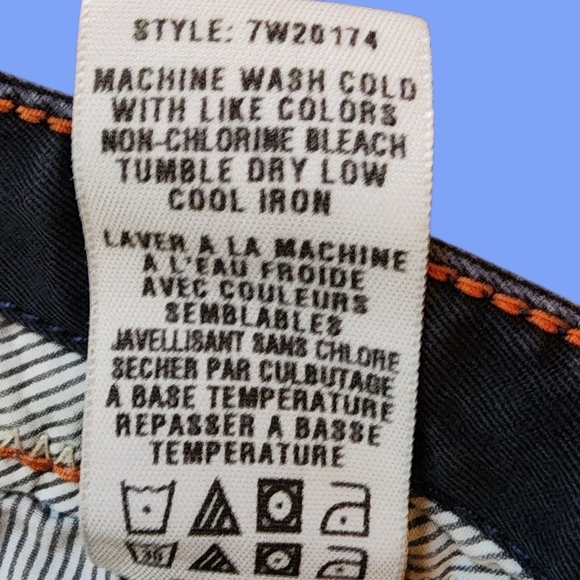 STYLE: 7W20174
MACHINE WASH COLD
WITH LIKE COLORS
NON-CHLORINE BLEACH
TUMBLE DRY LOW
COOL IRON
LAVER A LA MACHINE
A L'EAU FROIDE
AVEC COULEURS
SEMBLABLES
JAVELLISANT SANS CHLORE
SECHER PAR CULBUTAGE
A BASE TEMPERATURE
REPASSER A BASSE
TEMPERATURE
30